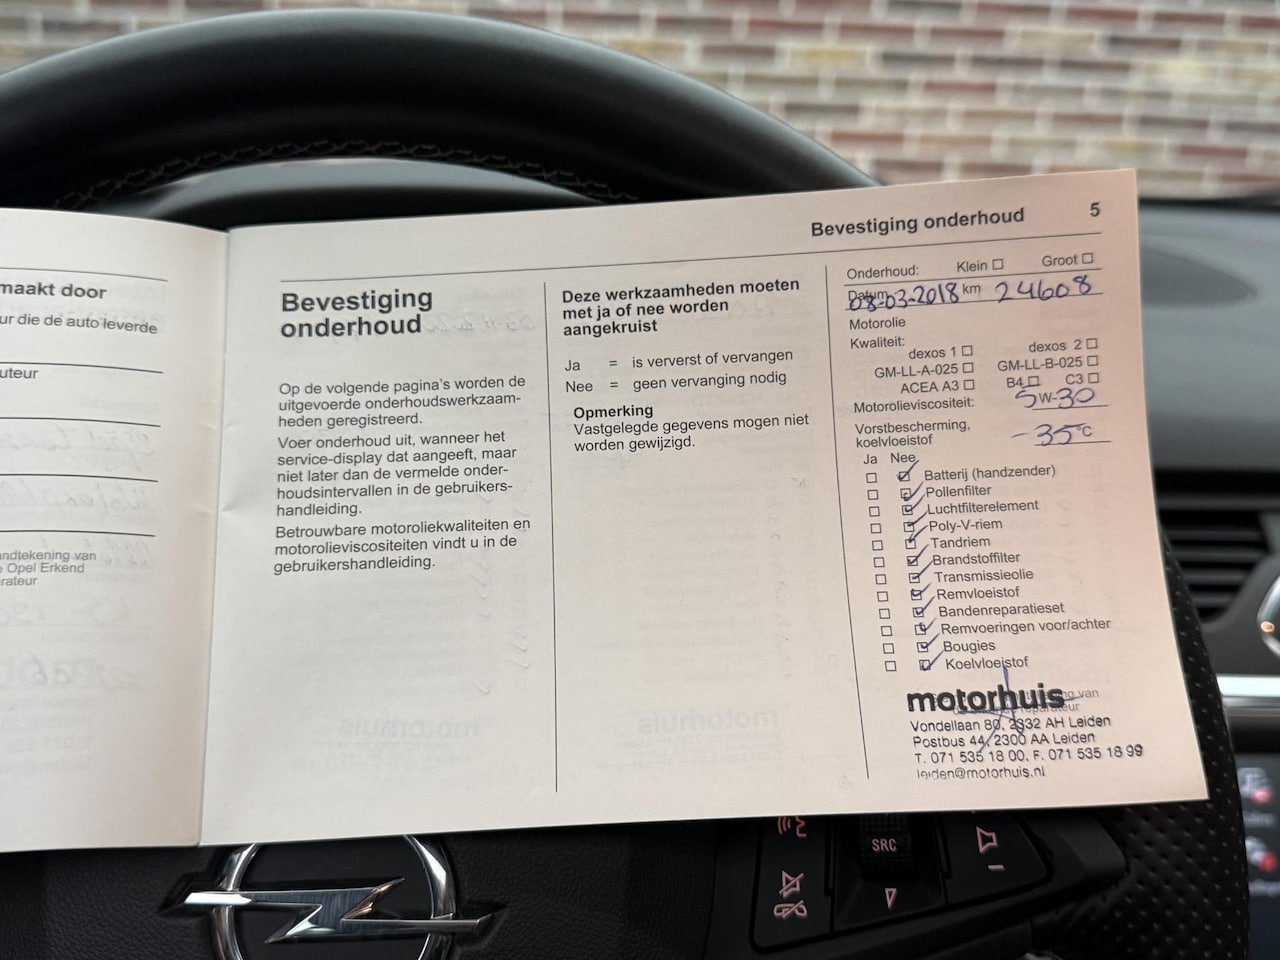 maakt door
ur die de auto leverde
uteur
ndtekening van
e Opel Erkend
rateur
Bevestiging onderhoud 5
Bevestiging
onderhoud
Op de volgende pagina's worden de
uitgevoerde onderhoudswerkzaam-
heden geregistreerd.
Voer onderhoud uit, wanneer het
service-display dat aangeeft, maar
niet later dan de vermelde onder-
houdsintervallen in de gebruikers-
handleiding.
Betrouwbare motoroliekwaliteiten en
motorolieviscositeiten vindt u in de
gebruikershandleiding.
Deze werkzaamheden moeten
met ja of nee worden
aangekruist
Ja = is ververst of vervangen
Nee = geen vervanging nodig
Opmerking
Vastgelegde gegevens mogen niet
worden gewijzigd.
Onderhoud: Klein ☐ Groot ☐
Datum 08-03-2018 km 24608
Motorolie
Kwaliteit:
dexos 1 ☐ dexos 2 ☐
GM-LL-A-025 ☐ GM-LL-B-025 ☐
ACEA A3 ☐ B4 ☐ C3 ☐
Motorolieviscositeit: 5W-30
Vorstbescherming,
koelvloeistof -35°C
Ja Nee
Batterij (handzender)
Pollenfilter
Luchtfilterelement
Poly-V-riem
Tandriem
Brandstoffilter
Transmissieolie
Remvloeistof
Bandenreparatieset
Remvoeringen voor/achter
Bougies
Koelvloeistof
motorhuis
Vondellaan 80, 2332 AH Leiden
Postbus 44, 2300 AA Leiden
T. 071 535 18 00. F. 071 535 18 99
leiden@motorhuis.nl
SRC